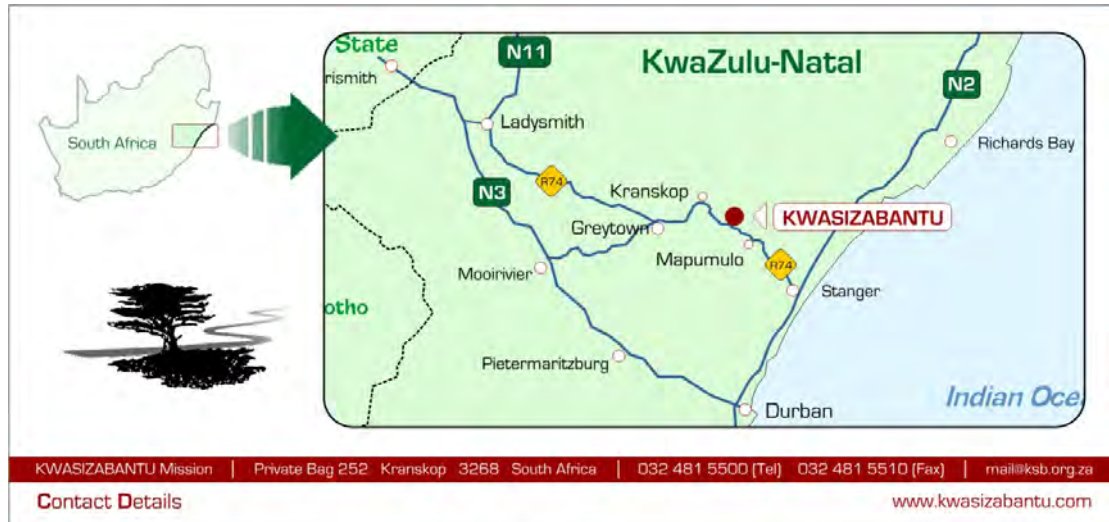 State
N11
KwaZulu-Natal
N2
rismith
South Africa
Ladysmith
Richards Bay
R74
N3
Kranskop
KWASIZABANTU
Greytown
Mapumulo
R74
Mooirivier
Stanger
otho
Pietermaritzburg
Indian Oce
Durban
KWASIZABANTU Mission | Private Bag 252 Kranskop 3268 South Africa | 032 481 5500 (Tel) 032 481 5510 (Fax) | mail@ksb.org.za
Contact Details
www.kwasizabantu.com